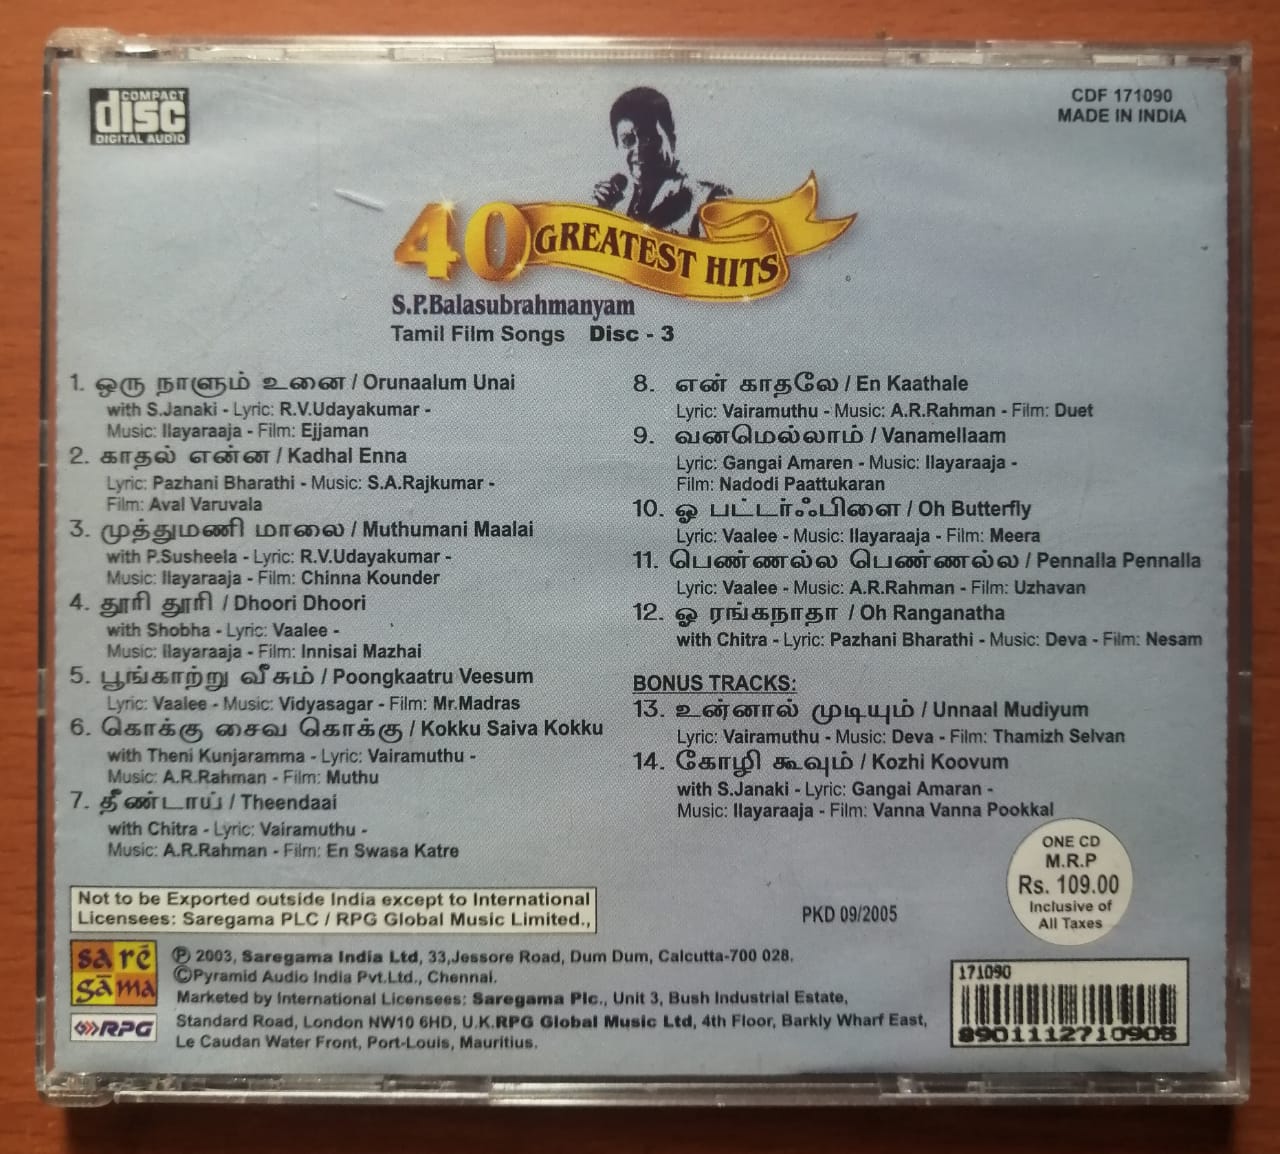 COMPACT
disc
DIGITAL AUDIO
CDF 171090
MADE IN INDIA
40 GREATEST HITS
S.P.Balasubrahmanyam
Tamil Film Songs Disc - 3
1. ஒரு நாளும் உனை / Orunaalum Unai
with S.Janaki - Lyric: R.V.Udayakumar -
Music: Ilayaraaja - Film: Ejjaman
2. காதல் என்ன / Kadhal Enna
Lyric: Pazhani Bharathi - Music: S.A.Rajkumar -
Film: Aval Varuvala
3. முத்துமணி மாலை / Muthumani Maalai
with P.Susheela - Lyric: R.V.Udayakumar -
Music: Ilayaraaja - Film: Chinna Kounder
4. தூரி தூரி / Dhoori Dhoori
with Shobha - Lyric: Vaalee -
Music: Ilayaraaja - Film: Innisai Mazhai
5. பூங்காற்று வீசும் / Poongkaatru Veesum
Lyric: Vaalee - Music: Vidyasagar - Film: Mr.Madras
6. கொக்கு சைவ கொக்கு / Kokku Saiva Kokku
with Theni Kunjaramma - Lyric: Vairamuthu -
Music: A.R.Rahman - Film: Muthu
7. தீண்டாய் / Theendaai
with Chitra - Lyric: Vairamuthu -
Music: A.R.Rahman - Film: En Swasa Katre
8. என் காதலே / En Kaathale
Lyric: Vairamuthu - Music: A.R.Rahman - Film: Duet
9. வனமெல்லாம் / Vanamellaam
Lyric: Gangai Amaren - Music: Ilayaraaja -
Film: Nadodi Paattukaran
10. ஓ பட்டர்ஃபிளை / Oh Butterfly
Lyric: Vaalee - Music: Ilayaraaja - Film: Meera
11. பெண்ணல்ல பெண்ணல்ல / Pennalla Pennalla
Lyric: Vaalee - Music: A.R.Rahman - Film: Uzhavan
12. ஓ ரங்கநாதா / Oh Ranganatha
with Chitra - Lyric: Pazhani Bharathi - Music: Deva - Film: Nesam
BONUS TRACKS:
13. உன்னால் முடியும் / Unnaal Mudiyum
Lyric: Vairamuthu - Music: Deva - Film: Thamizh Selvan
14. கோழி கூவும் / Kozhi Koovum
with S.Janaki - Lyric: Gangai Amaran -
Music: Ilayaraaja - Film: Vanna Vanna Pookkal
ONE CD
M.R.P
Rs. 109.00
Inclusive of
All Taxes
Not to be Exported outside India except to International
Licensees: Saregama PLC / RPG Global Music Limited.,
PKD 09/2005
sa rē
gā ma
RPG
℗ 2003, Saregama India Ltd, 33,Jessore Road, Dum Dum, Calcutta-700 028.
©Pyramid Audio India Pvt.Ltd., Chennai.
Marketed by International Licensees: Saregama Plc., Unit 3, Bush Industrial Estate,
Standard Road, London NW10 6HD, U.K.RPG Global Music Ltd, 4th Floor, Barkly Wharf East,
Le Caudan Water Front, Port-Louis, Mauritius.
171090
8901112710905